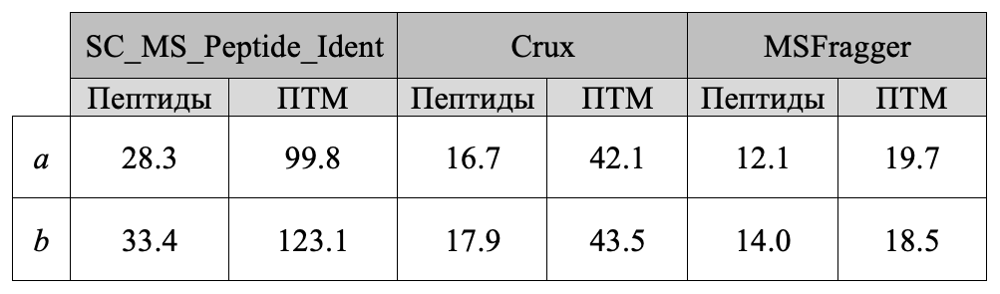 SC_MS_Peptide_Ident Crux MSFragger
Пептиды ПТМ Пептиды ПТМ Пептиды ПТМ
a 28.3 99.8 16.7 42.1 12.1 19.7
b 33.4 123.1 17.9 43.5 14.0 18.5